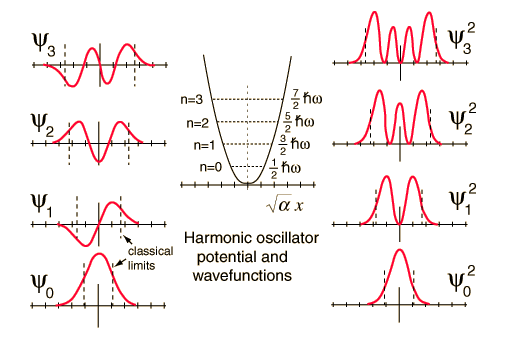 ψ₃
ψ₂
ψ₁
ψ₀
classical
limits
n=3
n=2
n=1
n=0
7/2 ħω
5/2 ħω
3/2 ħω
1/2 ħω
√α x
Harmonic oscillator
potential and
wavefunctions
ψ₃²
ψ₂²
ψ₁²
ψ₀²